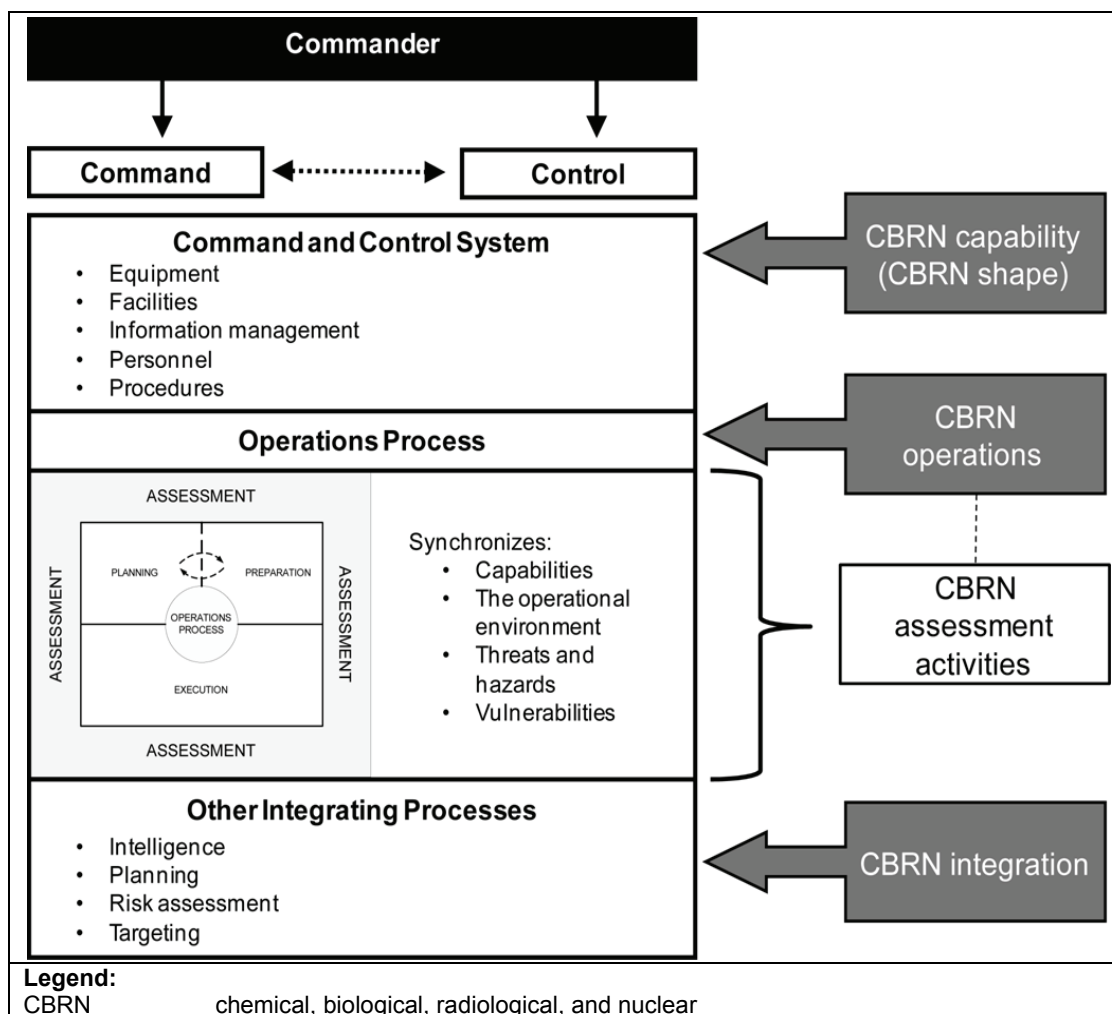 Commander
Command
Control
Command and Control System
• Equipment
• Facilities
• Information management
• Personnel
• Procedures
CBRN capability
(CBRN shape)
Operations Process
CBRN
operations
ASSESSMENT
ASSESSMENT
PLANNING
PREPARATION
OPERATIONS
PROCESS
EXECUTION
ASSESSMENT
ASSESSMENT
Synchronizes:
• Capabilities
• The operational
environment
• Threats and
hazards
• Vulnerabilities
CBRN
assessment
activities
Other Integrating Processes
• Intelligence
• Planning
• Risk assessment
• Targeting
CBRN integration
Legend:
CBRN chemical, biological, radiological, and nuclear